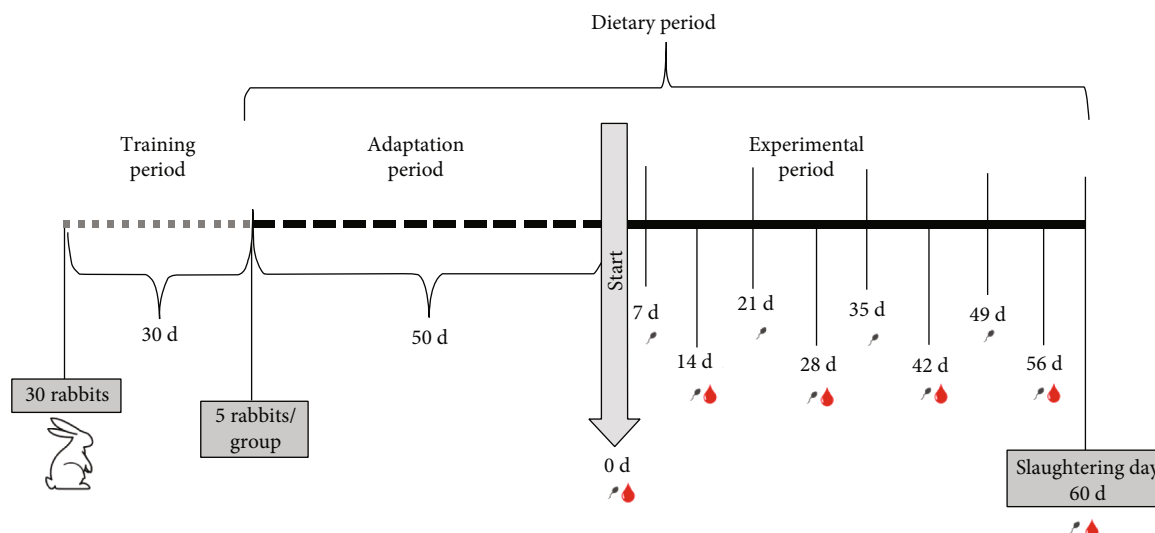 Dietary period
Training
period
Adaptation
period
Experimental
period
Start
30 d
50 d
7 d
21 d
35 d
49 d
14 d
28 d
42 d
56 d
30 rabbits
5 rabbits/
group
0 d
Slaughtering day
60 d